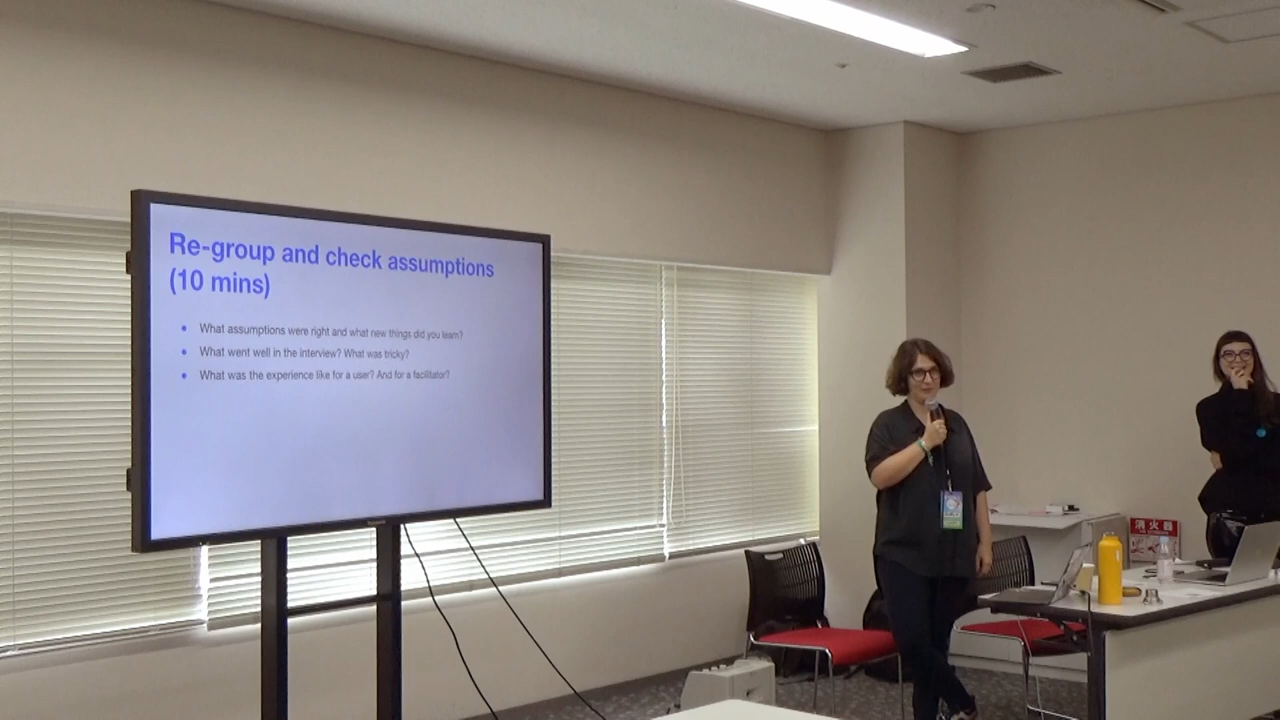 Re-group and check assumptions
(10 mins)
What assumptions were right and what new things did you learn?
What went well in the interview? What was tricky?
What was the experience like for a user? And for a facilitator?
消火器